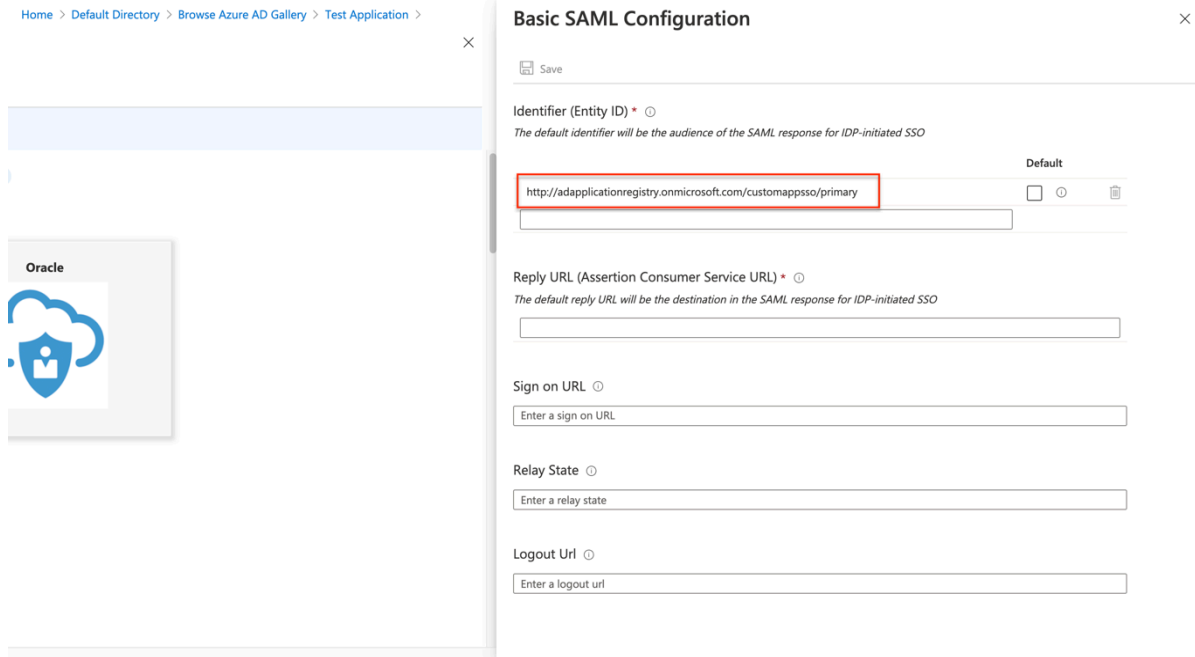 Home > Default Directory > Browse Azure AD Gallery > Test Application >
Oracle
Basic SAML Configuration
Save
Identifier (Entity ID) *
The default identifier will be the audience of the SAML response for IDP-initiated SSO
Default
http://adapplicationregistry.onmicrosoft.com/customappsso/primary
Reply URL (Assertion Consumer Service URL) *
The default reply URL will be the destination in the SAML response for IDP-initiated SSO
Sign on URL
Enter a sign on URL
Relay State
Enter a relay state
Logout Url
Enter a logout url